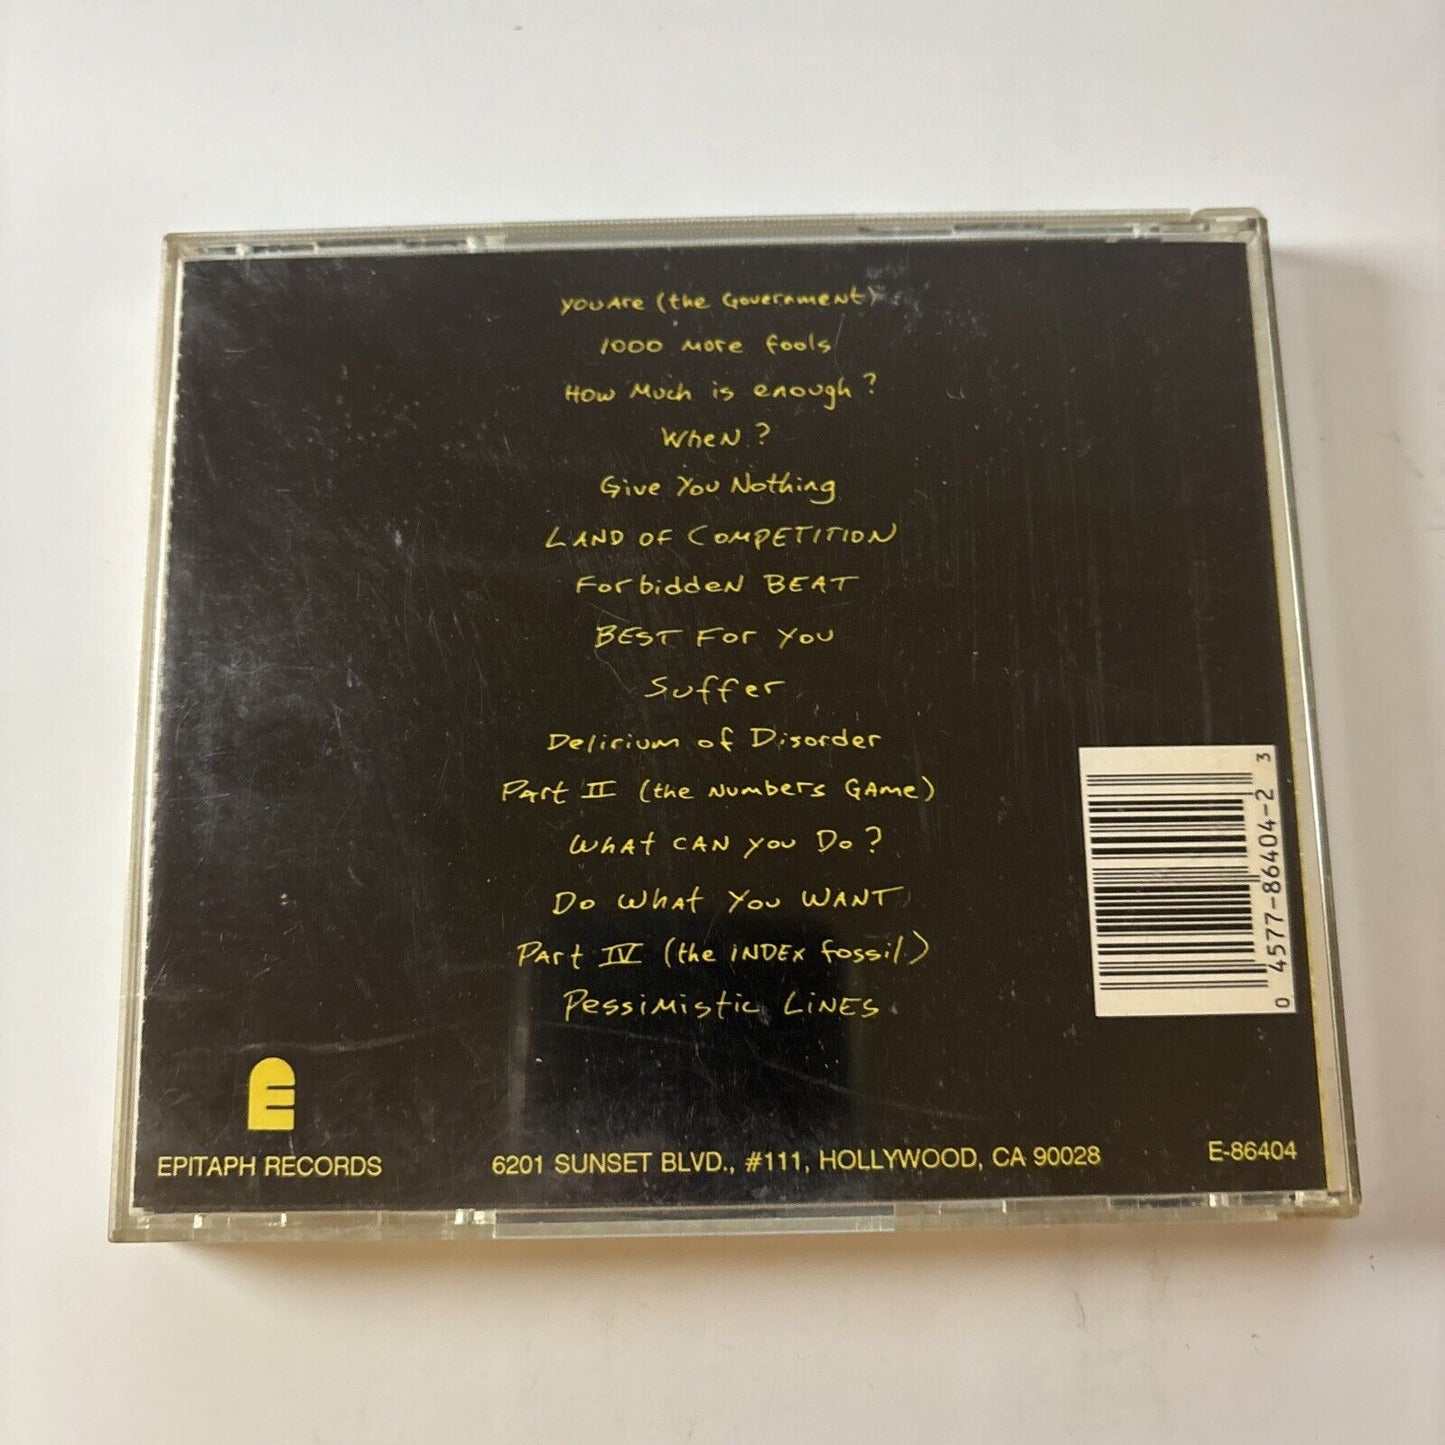 YOU ARE (the Government)
1000 More fools
How Much is enough?
When?
Give You Nothing
LAND OF COMPETITION
Forbidden BEAT
BEST For You
Suffer
Delirium of Disorder
Part II (the Numbers GAME)
What CAN you Do?
Do What You WANT
Part IV (the INDEX fossil)
Pessimistic LINES
0 4577-86404-2 3
E
EPITAPH RECORDS
6201 SUNSET BLVD., #111, HOLLYWOOD, CA 90028
E-86404